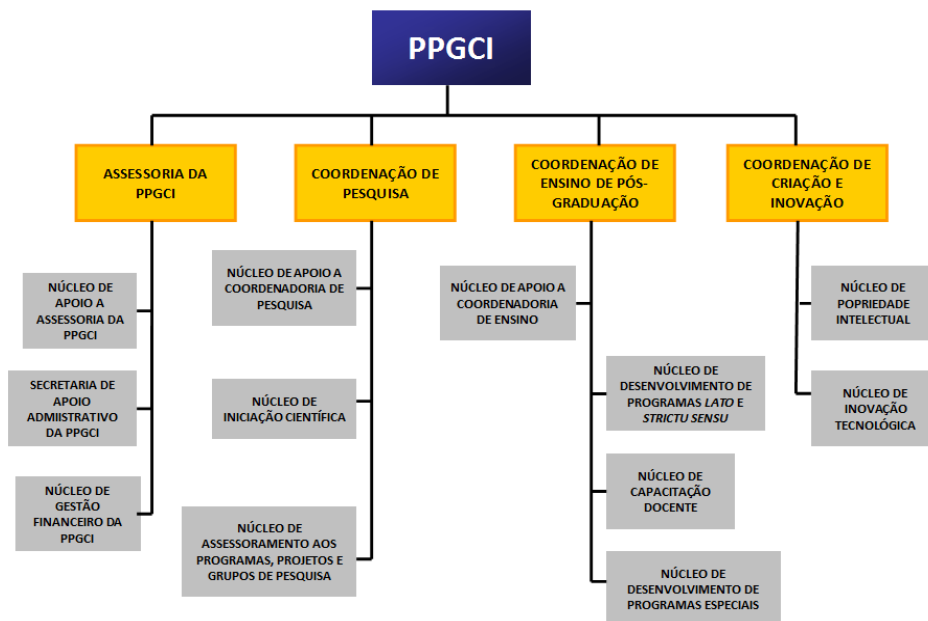 PPGCI
ASSESSORIA DA
PPGCI
COORDENAÇÃO DE
PESQUISA
COORDENAÇÃO DE
ENSINO DE PÓS-
GRADUAÇÃO
COORDENAÇÃO DE
CRIAÇÃO E
INOVAÇÃO
NÚCLEO DE
APOIO A
ASSESSORIA DA
PPGCI
SECRETARIA DE
APOIO
ADMIISTRATIVO
DA PPGCI
NÚCLEO DE
GESTÃO
FINANCEIRO DA
PPGCI
NÚCLEO DE APOIO A
COORDENADORIA DE
PESQUISA
NÚCLEO DE
INICIAÇÃO CIENTÍFICA
NÚCLEO DE
ASSESSORAMENTO AOS
PROGRAMAS, PROJETOS E
GRUPOS DE PESQUISA
NÚCLEO DE APOIO A
COORDENADORIA
DE ENSINO
NÚCLEO DE
DESENVOLVIMENTO DE
PROGRAMAS LATO E
STRICTU SENSU
NÚCLEO DE
CAPACITAÇÃO
DOCENTE
NÚCLEO DE
DESENVOLVIMENTO DE
PROGRAMAS ESPECIAIS
NÚCLEO DE
POPRIEDADE
INTELECTUAL
NÚCLEO DE
INOVAÇÃO
TECNOLÓGICA